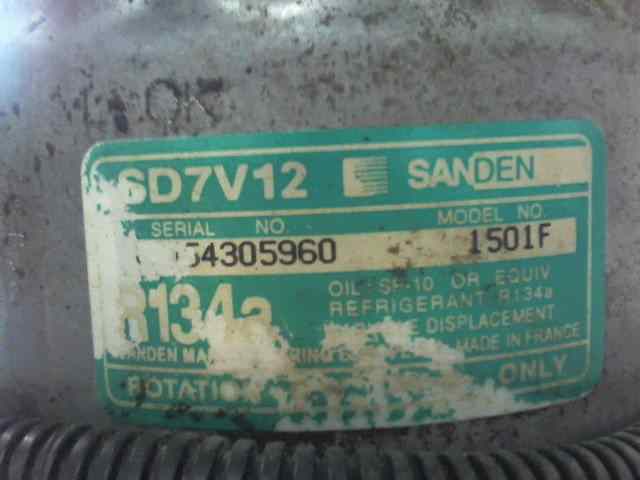 OK
SD7V12 SANDEN
SERIAL NO. MODEL NO.
54305960 1501F
R134a
OIL: SP-10 OR EQUIV
REFRIGERANT R134a
DISPLACEMENT
MADE IN FRANCE
ROTATION ONLY